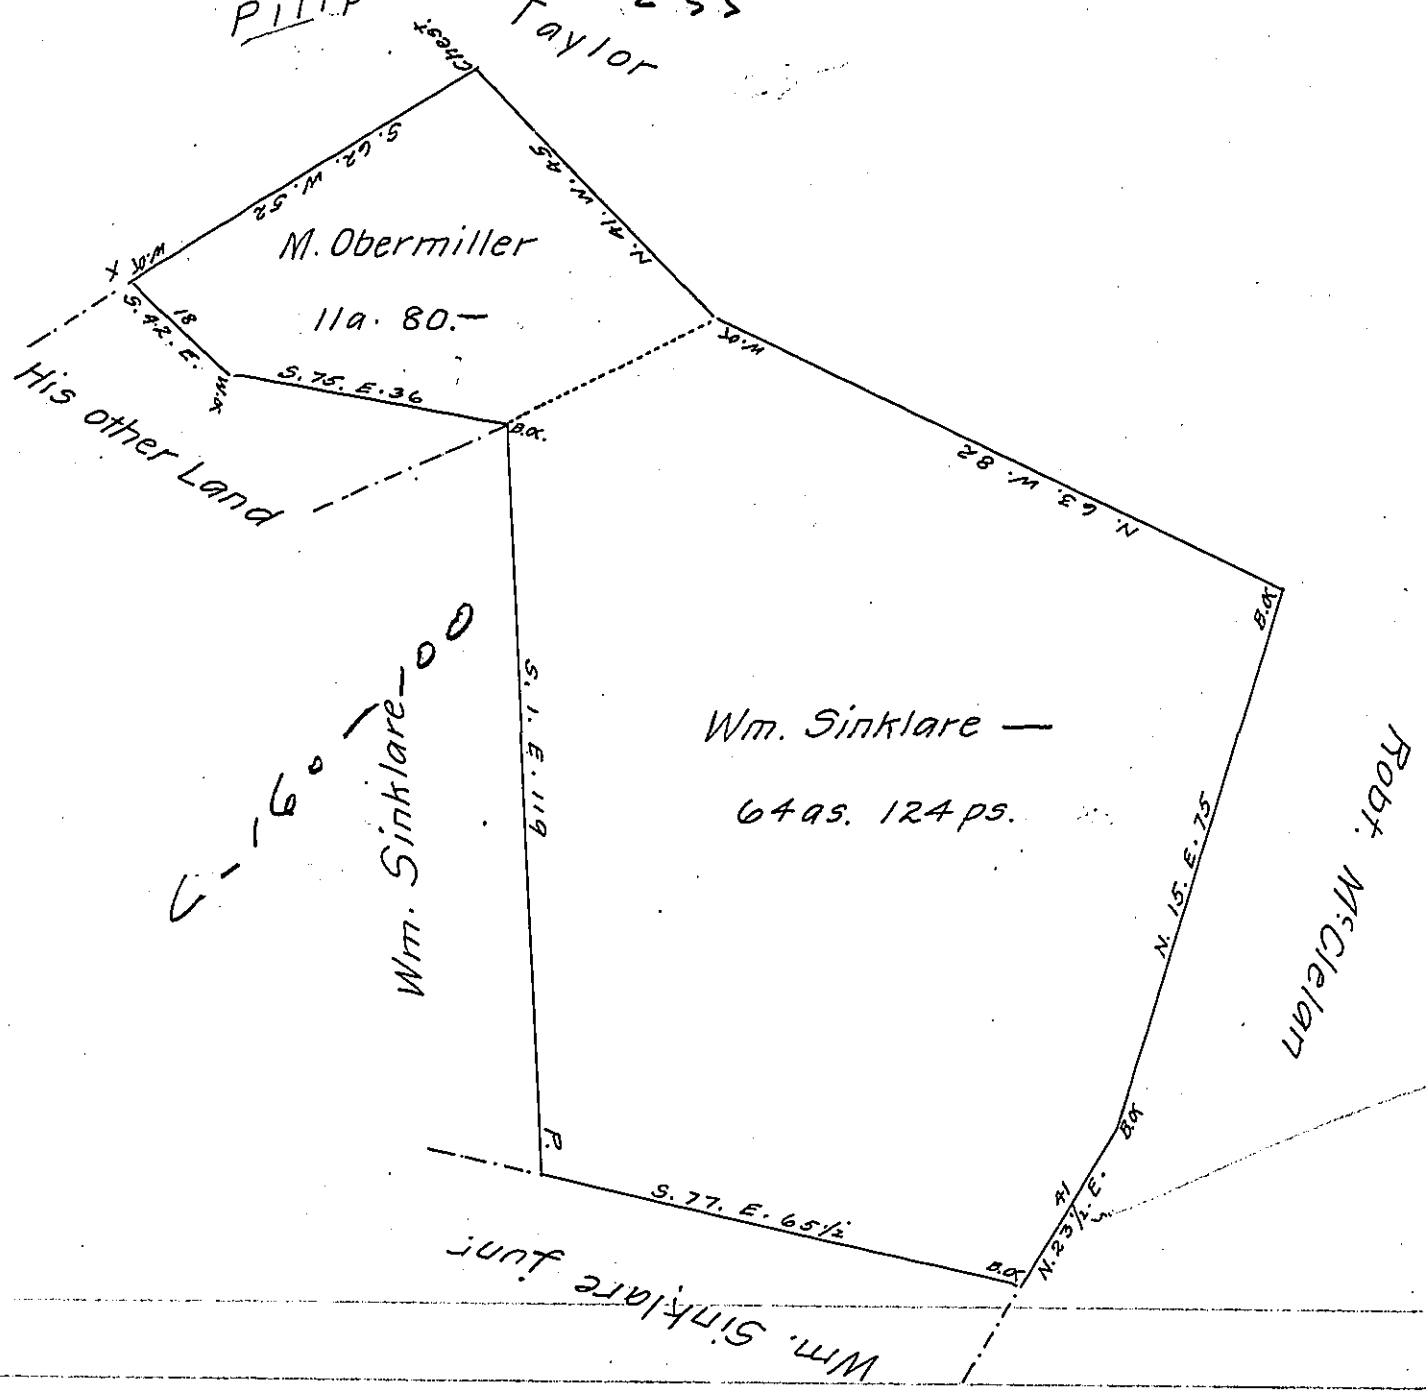 Taylor
Chest.
S. 62. W. 52
N. 41. W. 45
M. Obermiller
11a. 80.—
W.O.
X
S. 42. E. 18
W.O.
S. 75. E. 36
B.O.
W.O.
His other Land
N. 63. W. 82
B.O.
S. 1. E. 119
Wm. Sinklare
Wm. Sinklare —
64as. 124ps.
N. 15. E. 75
Robt. McClelan
B.O.
P.
S. 77. E. 65½
N. 23½. E. 41
B.O.
Wm. Sinklare junr